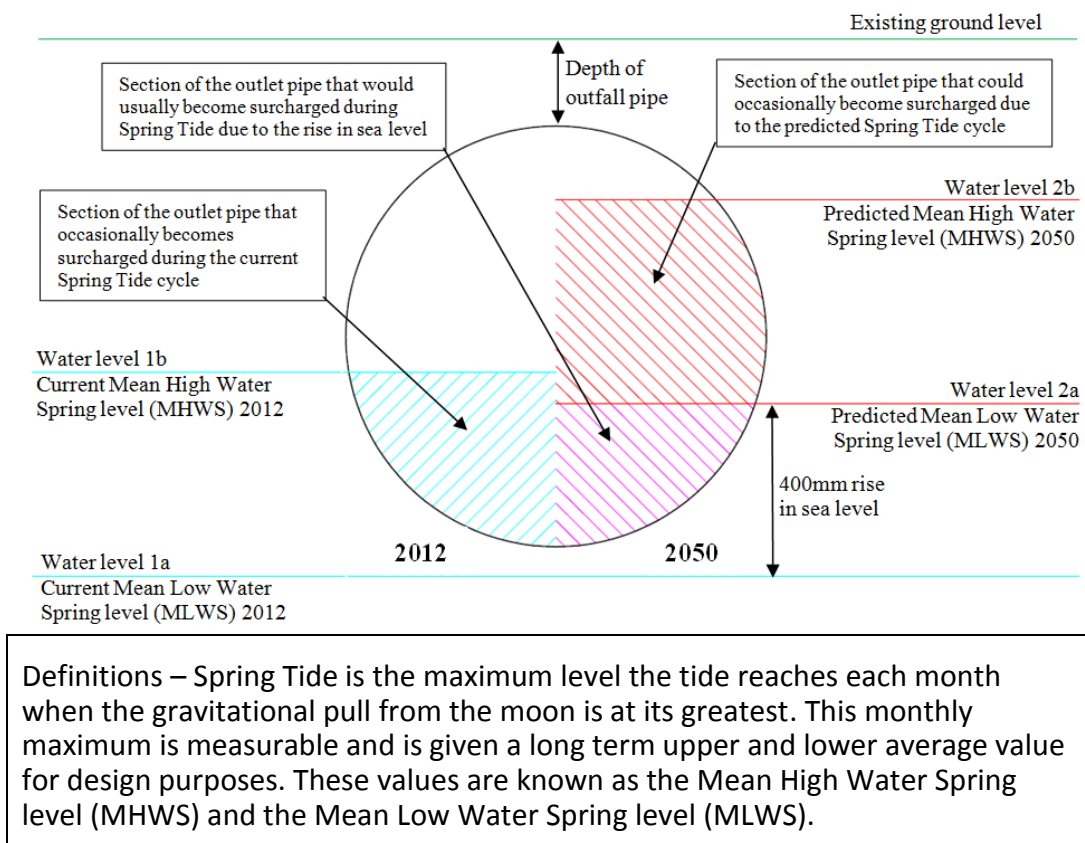 Existing ground level
Depth of
outfall pipe
Section of the outlet pipe that would
usually become surcharged during
Spring Tide due to the rise in sea level
Section of the outlet pipe that could
occasionally become surcharged due
to the predicted Spring Tide cycle
Section of the outlet pipe that
occasionally becomes
surcharged during the current
Spring Tide cycle
Water level 2b
Predicted Mean High Water
Spring level (MHWS) 2050
Water level 1b
Current Mean High Water
Spring level (MHWS) 2012
Water level 2a
Predicted Mean Low Water
Spring level (MLWS) 2050
400mm rise
in sea level
2012
2050
Water level 1a
Current Mean Low Water
Spring level (MLWS) 2012
Definitions – Spring Tide is the maximum level the tide reaches each month
when the gravitational pull from the moon is at its greatest. This monthly
maximum is measurable and is given a long term upper and lower average value
for design purposes. These values are known as the Mean High Water Spring
level (MHWS) and the Mean Low Water Spring level (MLWS).